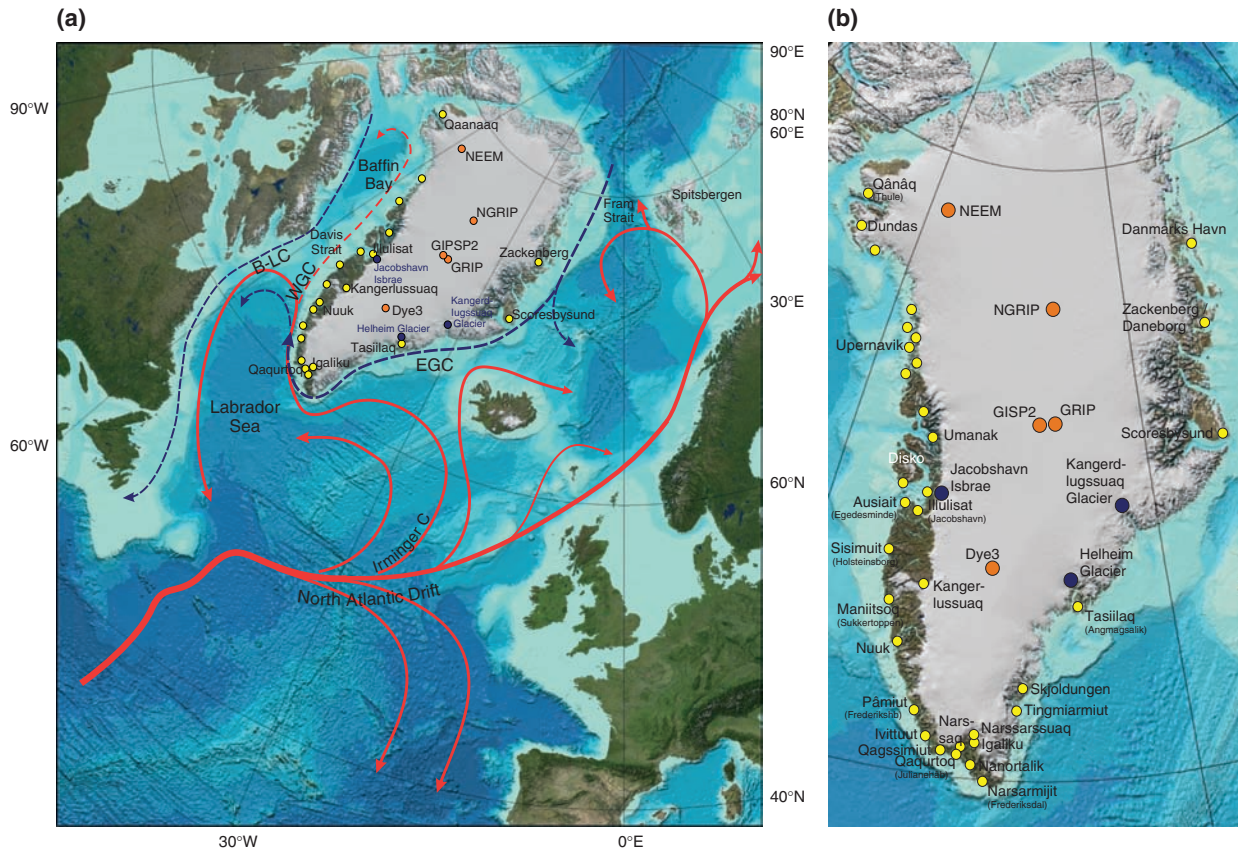 (a)
90°W
60°W
30°W
0°E
90°E
80°N
60°E
30°E
60°N
40°N
Qaanaaq
NEEM
Baffin
Bay
NGRIP
Davis
Strait
Illulisat
GIPSP2
GRIP
Jacobshavn
Isbrae
Zackenberg
Fram
Strait
Spitsbergen
B-LC
WGC
Kangerlussuaq
Nuuk
Dye3
Kangerd-
lugssuaq
Glacier
Helheim Glacier
Scoresbysund
Tasiillaq
EGC
Qaqurtoq
Igaliku
Labrador
Sea
Irminger C
North Atlantic Drift
(b)
Qânâq
(Thule)
NEEM
Dundas
Danmarks Havn
NGRIP
Zackenberg
Daneborg
Upernavik
GISP2
GRIP
Umanak
Scoresbysund
Disko
Jacobshavn
Isbrae
Kangerd-
lugssuaq
Glacier
Ausiait
(Egedesminde)
Illulisat
(Jacobshavn)
Sisimuit
(Holsteinsborg)
Dye3
Helheim
Glacier
Kanger-
lussuaq
Maniitsoq
(Sukkertoppen)
Tasiilaq
(Angmagsalik)
Nuuk
Skjoldungen
Pâmiut
(Frederikshb)
Tingmiarmiut
Ivittuut
Nars-
saq
Narssarssuaq
Igaliku
Qagssimiut
Qaqurtoq
(Julianehåb)
Nanortalik
Narsarmijit
(Frederiksdal)